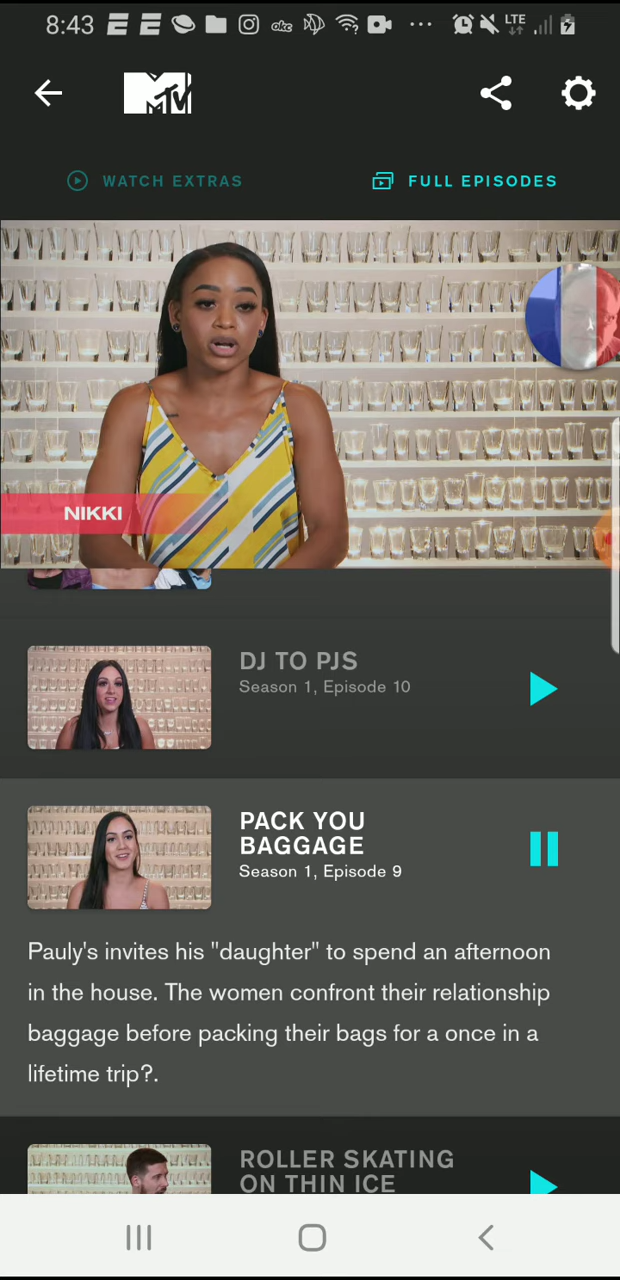 8:43
LTE
MTV
WATCH EXTRAS
FULL EPISODES
NIKKI
DJ TO PJS
Season 1, Episode 10
PACK YOU
BAGGAGE
Season 1, Episode 9
Pauly's invites his "daughter" to spend an afternoon
in the house. The women confront their relationship
baggage before packing their bags for a once in a
lifetime trip?.
ROLLER SKATING
ON THIN ICE